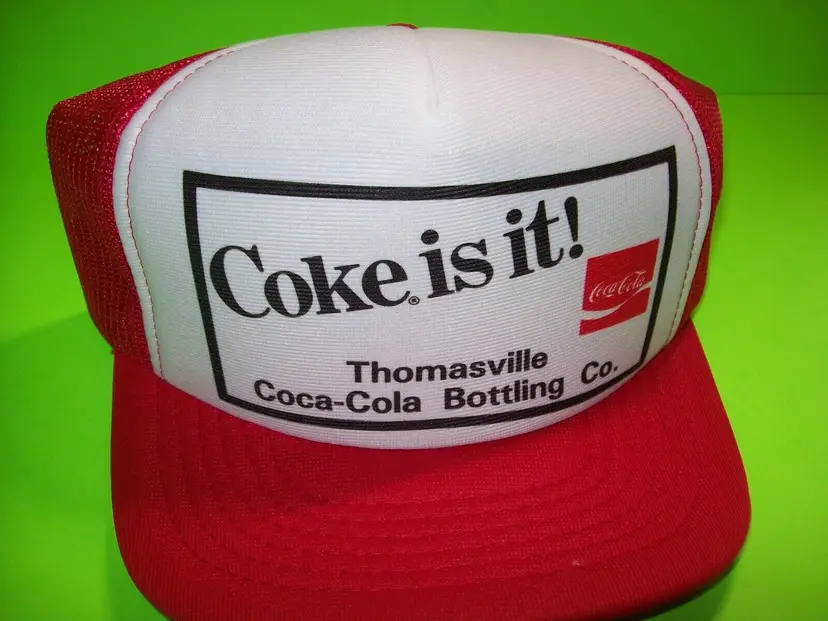 Coke® is it!
Coca-Cola
Thomasville
Coca-Cola Bottling Co.